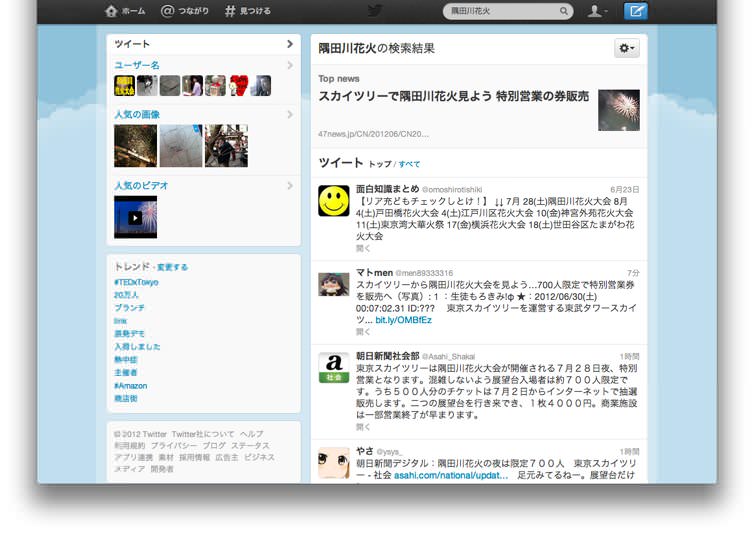 ホーム
つながり
見つける
隅田川花火
ツイート
ユーザー名
人気の画像
人気のビデオ
トレンド · 変更する
#TEDxTokyo
20万人
ブランチ
link
原発デモ
入荷しました
熱中症
主催者
#Amazon
商店街
© 2012 Twitter Twitter社について ヘルプ
利用規約 プライバシー ブログ ステータス
アプリ連携 素材 採用情報 広告主 ビジネス
メディア 開発者
隅田川花火の検索結果
Top news
スカイツリーで隅田川花火見よう 特別営業の券販売
47news.jp/CN/201206/CN20...
ツイート トップ / すべて
面白知識まとめ @omoshirotishiki 6月23日
【リア充どもチェックしとけ！】 ↓↓ 7月 28(土)隅田川花火大会 8月
4(土)戸田橋花火大会 4(土)江戸川区花火大会 10(金)神宮外苑花火大会
11(土)東京湾大華火祭 17(金)横浜花火大会 18(土)世田谷区たまがわ花
火大会
開く
マトmen @men89333316 7分
スカイツリーから隅田川花火大会を見よう…700人限定で特別営業券
を販売へ（写真）: 1 ：生徒もろきみ!φ ★：2012/06/30(土)
00:07:02.31 ID:??? 東京スカイツリーを運営する東武タワースカイ
ツ... bit.ly/OMBfEz
開く
朝日新聞社会部 @Asahi_Shakai 1時間
東京スカイツリーは隅田川花火大会が開催される７月２８日夜、特別
営業となります。混雑しないよう展望台入場者は約７００人限定で
す。うち５００人分のチケットは７月２日からインターネットで抽選
販売します。二つの展望台を行き来でき、１枚４０００円。商業施設
は一部営業終了が早まります。
開く
やさ @ysys_ 1時間
朝日新聞デジタル：隅田川花火の夜は限定７００人 東京スカイツリ
ー - 社会 asahi.com/national/updat… 足元みてるねー。展望台だけ